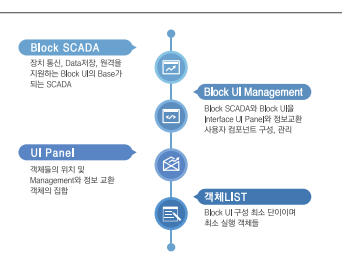 Block SCADA
장치 통신, Data저장, 원격을
지원하는 Block UI의 Base가
되는 SCADA
Block UI Management
Block SCADA와 Block UI을
Interface UI Panel와 정보교환
사용자 컴포넌트 구성, 관리
UI Panel
객체들의 위치 및
Management와 정보 교환
객체의 집합
객체LIST
Block UI 구성 최소 단이이며
최소 실행 객체들